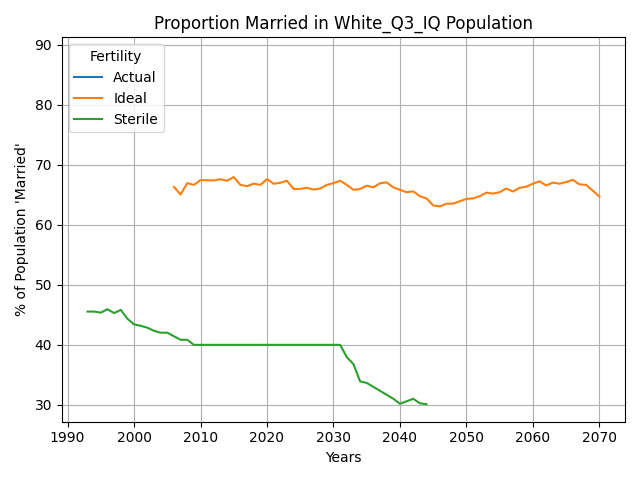 Proportion Married in White_Q3_IQ Population
% of Population 'Married'
90
80
70
60
50
40
30
Fertility
Actual
Ideal
Sterile
1990 2000 2010 2020 2030 2040 2050 2060 2070
Years